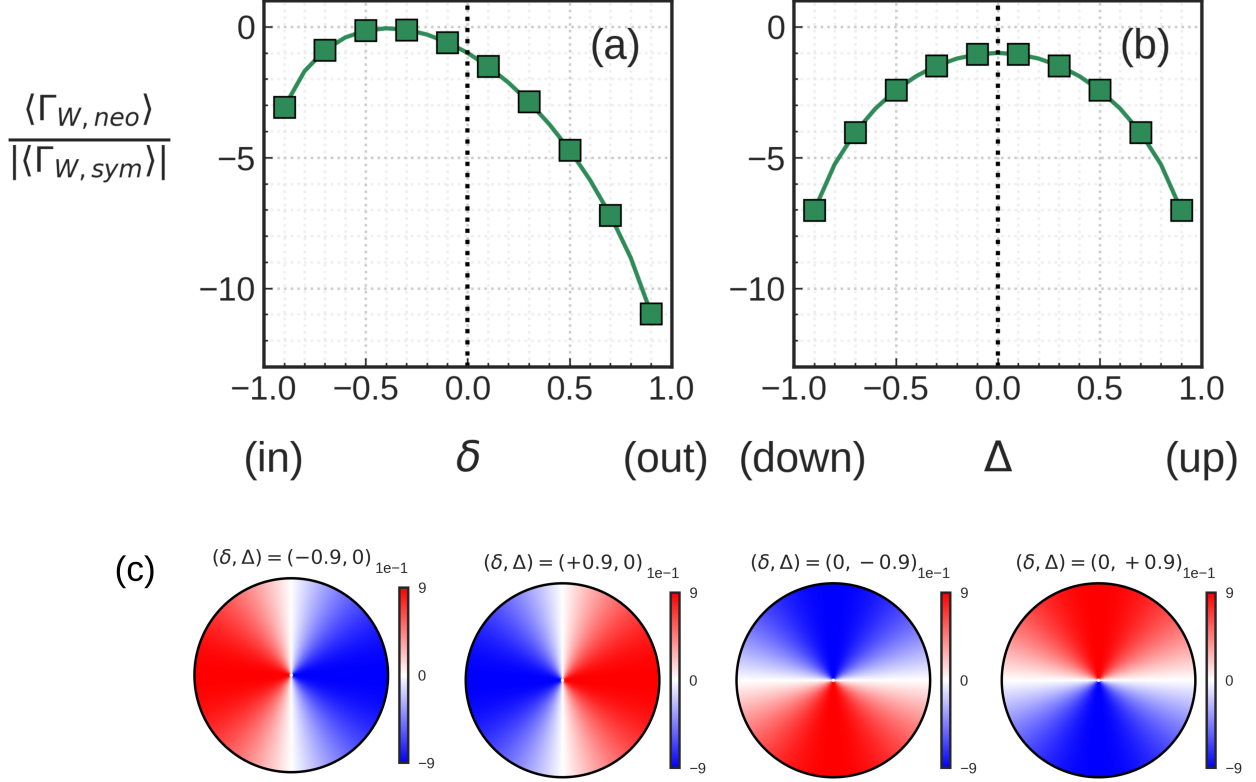 ⟨Γ_{W, neo}⟩
|⟨Γ_{W, sym}⟩|
0
−5
−10
(a)
−1.0 −0.5 0.0 0.5 1.0
(in) δ (out)
0
−5
−10
(b)
−1.0 −0.5 0.0 0.5 1.0
(down) Δ (up)
(c)
(δ, Δ) = (−0.9, 0)
1e−1
9
0
−9
(δ, Δ) = (+0.9, 0)
1e−1
9
0
−9
(δ, Δ) = (0, −0.9)
1e−1
9
0
−9
(δ, Δ) = (0, +0.9)
1e−1
9
0
−9